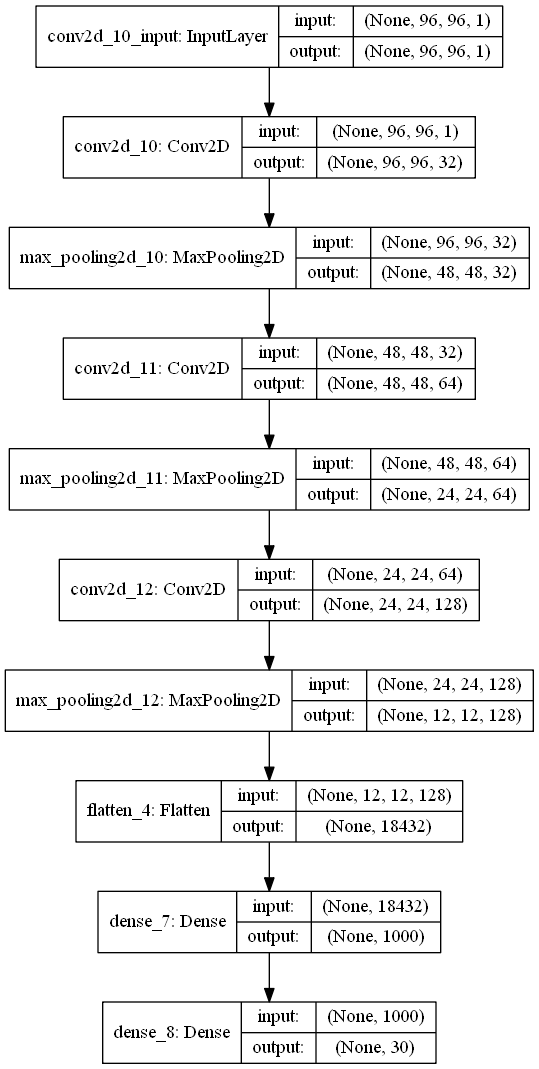 conv2d_10_input: InputLayer
input: (None, 96, 96, 1)
output: (None, 96, 96, 1)
conv2d_10: Conv2D
input: (None, 96, 96, 1)
output: (None, 96, 96, 32)
max_pooling2d_10: MaxPooling2D
input: (None, 96, 96, 32)
output: (None, 48, 48, 32)
conv2d_11: Conv2D
input: (None, 48, 48, 32)
output: (None, 48, 48, 64)
max_pooling2d_11: MaxPooling2D
input: (None, 48, 48, 64)
output: (None, 24, 24, 64)
conv2d_12: Conv2D
input: (None, 24, 24, 64)
output: (None, 24, 24, 128)
max_pooling2d_12: MaxPooling2D
input: (None, 24, 24, 128)
output: (None, 12, 12, 128)
flatten_4: Flatten
input: (None, 12, 12, 128)
output: (None, 18432)
dense_7: Dense
input: (None, 18432)
output: (None, 1000)
dense_8: Dense
input: (None, 1000)
output: (None, 30)